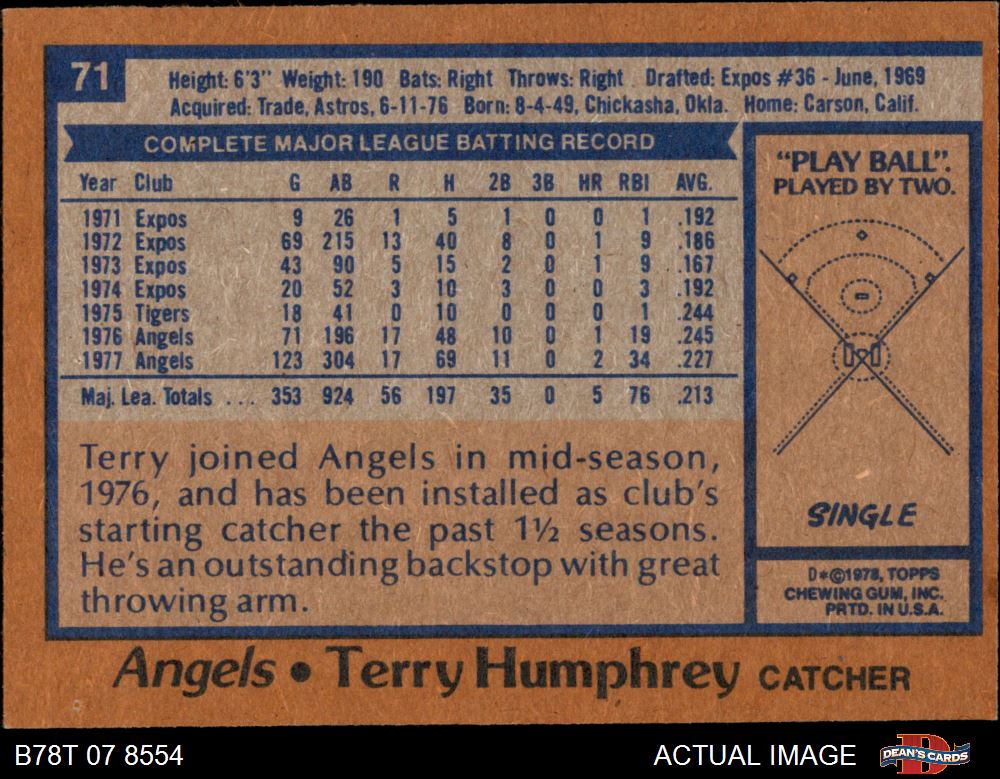 71
Height: 6'3" Weight: 190 Bats: Right Throws: Right Drafted: Expos #36 - June, 1969
Acquired: Trade, Astros, 6-11-76 Born: 8-4-49, Chickasha, Okla. Home: Carson, Calif.
COMPLETE MAJOR LEAGUE BATTING RECORD
Year Club G AB R H 2B 3B HR RBI AVG.
1971 Expos 9 26 1 5 1 0 0 1 .192
1972 Expos 69 215 13 40 8 0 1 9 .186
1973 Expos 43 90 5 15 2 0 1 9 .167
1974 Expos 20 52 3 10 3 0 0 3 .192
1975 Tigers 18 41 0 10 0 0 0 1 .244
1976 Angels 71 196 17 48 10 0 1 19 .245
1977 Angels 123 304 17 69 11 0 2 34 .227
Maj. Lea. Totals ... 353 924 56 197 35 0 5 76 .213
Terry joined Angels in mid-season,
1976, and has been installed as club's
starting catcher the past 1½ seasons.
He's an outstanding backstop with great
throwing arm.
"PLAY BALL".
PLAYED BY TWO.
SINGLE
D*©1978, TOPPS
CHEWING GUM, INC.
PRTD. IN U.S.A.
Angels • Terry Humphrey CATCHER
B78T 07 8554
ACTUAL IMAGE
D
DEAN'S CARDS